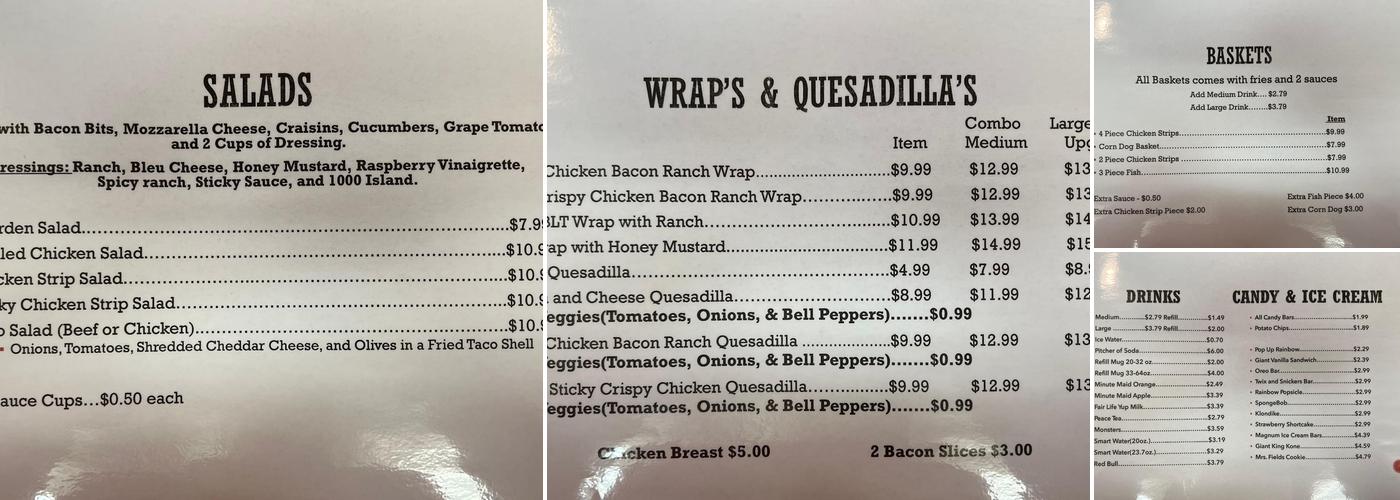 SALADS
with Bacon Bits, Mozzarella Cheese, Craisins, Cucumbers, Grape Tomato
and 2 Cups of Dressing.
ressings: Ranch, Bleu Cheese, Honey Mustard, Raspberry Vinaigrette,
Spicy ranch, Sticky Sauce, and 1000 Island.
rden Salad...$7.9
led Chicken Salad...$10.9
cken Strip Salad...$10.9
ky Chicken Strip Salad...$10.9
o Salad (Beef or Chicken)...$10.9
Onions, Tomatoes, Shredded Cheddar Cheese, and Olives in a Fried Taco Shell
auce Cups...$0.50 each
WRAP'S & QUESADILLA'S
Combo Large
Item Medium Upg
Chicken Bacon Ranch Wrap...$9.99 $12.99 $13
rispy Chicken Bacon Ranch Wrap...$9.99 $12.99 $13
BLT Wrap with Ranch...$10.99 $13.99 $14
ap with Honey Mustard...$11.99 $14.99 $15
Quesadilla...$4.99 $7.99 $8.
and Cheese Quesadilla...$8.99 $11.99 $12
eggies(Tomatoes, Onions, & Bell Peppers).......$0.99
Chicken Bacon Ranch Quesadilla...$9.99 $12.99 $13
eggies(Tomatoes, Onions, & Bell Peppers).......$0.99
Sticky Crispy Chicken Quesadilla...$9.99 $12.99 $13
eggies(Tomatoes, Onions, & Bell Peppers).......$0.99
Chicken Breast $5.00 2 Bacon Slices $3.00
BASKETS
All Baskets comes with fries and 2 sauces
Add Medium Drink.... $2.79
Add Large Drink.......$3.79
Item
4 Piece Chicken Strips...$9.99
Corn Dog Basket...$7.99
2 Piece Chicken Strips...$7.99
3 Piece Fish...$10.99
Extra Sauce - $0.50 Extra Fish Piece $4.00
Extra Chicken Strip Piece $2.00 Extra Corn Dog $3.00
DRINKS
Medium...$2.79 Refill...$1.49
Large...$3.79 Refill...$2.00
Ice Water...$0.70
Pitcher of Soda...$6.00
Refill Mug 20-32 oz...$2.00
Refill Mug 33-64oz...$4.00
Minute Maid Orange...$2.49
Minute Maid Apple...$3.39
Fair Life Yup Milk...$3.39
Peace Tea...$2.79
Monsters...$3.59
Smart Water(20oz.)...$3.19
Smart Water(23.7oz.)...$3.29
Red Bull...$3.79
CANDY & ICE CREAM
All Candy Bars...$1.99
Potato Chips...$1.89
Pop Up Rainbow...$2.29
Giant Vanilla Sandwich...$2.39
Oreo Bar...$2.99
Twix and Snickers Bar...$2.99
Rainbow Popsicle...$2.99
SpongeBob...$2.99
Klondike...$2.99
Strawberry Shortcake...$2.99
Magnum Ice Cream Bars...$4.39
Giant King Kone...$4.59
Mrs. Fields Cookie...$4.79